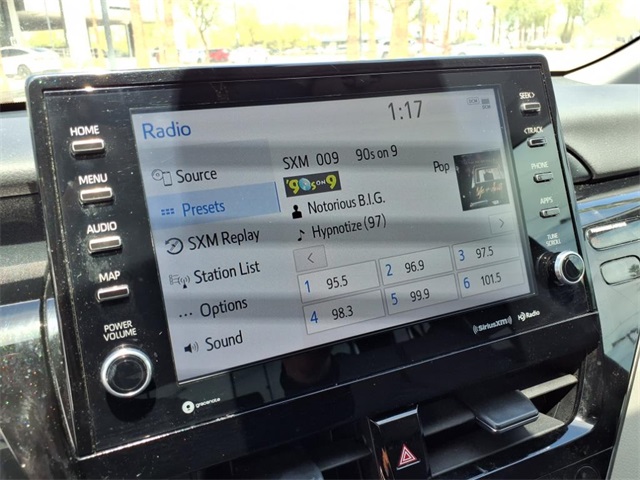 HOME
MENU
AUDIO
MAP
POWER
VOLUME
Radio
1:17
Source
Presets
SXM Replay
Station List
... Options
Sound
SXM 009 90s on 9
Pop
90s ON 9
Notorious B.I.G.
Hypnotize (97)
< >
1 95.5 2 96.9 3 97.5
4 98.3 5 99.9 6 101.5
SEEK>
<TRACK
PHONE
APPS
TUNE
SCROLL
gracenote
SiriusXM
HD Radio